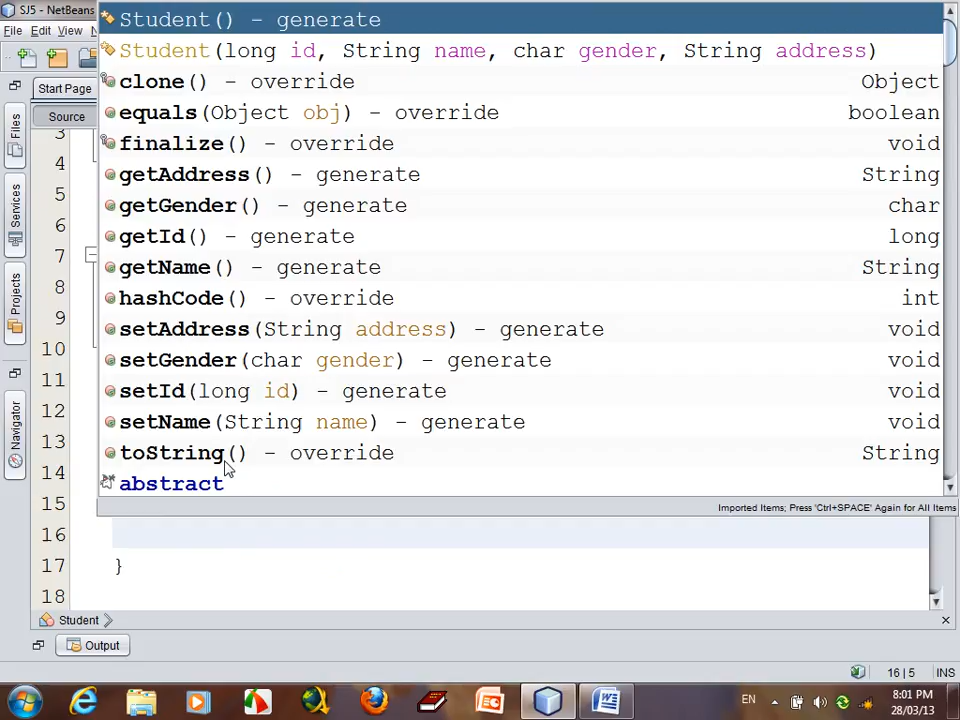 SJ5 - NetBeans
File Edit View N
Start Page
Source
Files
Services
Projects
Navigator
Student() - generate
Student(long id, String name, char gender, String address)
clone() - override Object
equals(Object obj) - override boolean
finalize() - override void
getAddress() - generate String
getGender() - generate char
getId() - generate long
getName() - generate String
hashCode() - override int
setAddress(String address) - generate void
setGender(char gender) - generate void
setId(long id) - generate void
setName(String name) - generate void
toString() - override String
abstract
Imported Items; Press 'Ctrl+SPACE' Again for All Items
3
4
5
6
7
8
9
10
11
12
13
14
15
16
17 }
18
Student
Output
16 | 5 INS
EN
8:01 PM
28/03/13